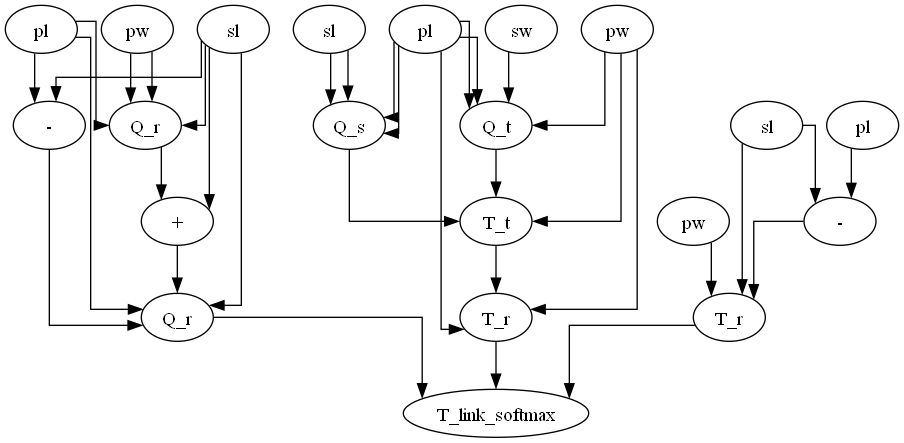 pl
pw
sl
sl
pl
sw
pw
-
Q_r
Q_s
Q_t
sl
pl
+
T_t
pw
-
Q_r
T_r
T_r
T_link_softmax